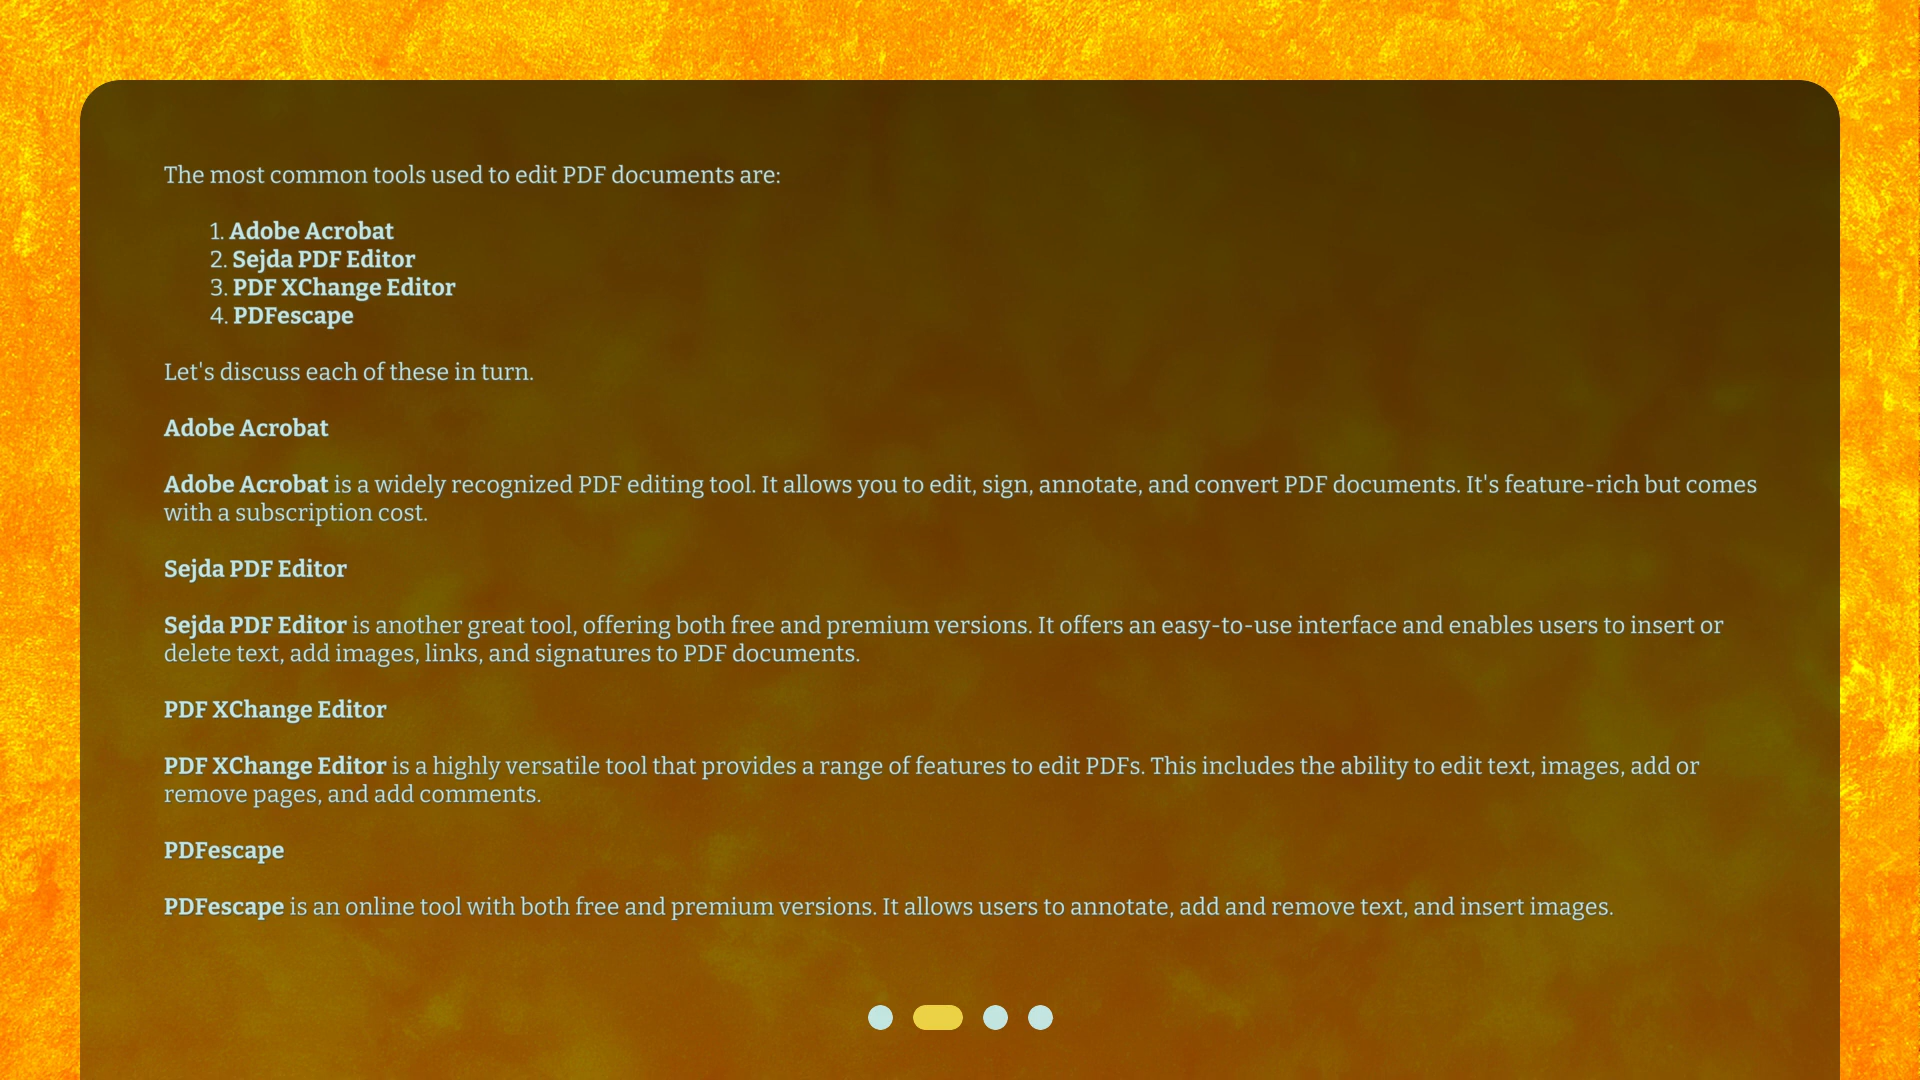 The most common tools used to edit PDF documents are:
1. Adobe Acrobat
2. Sejda PDF Editor
3. PDF XChange Editor
4. PDFescape
Let's discuss each of these in turn.
Adobe Acrobat
Adobe Acrobat is a widely recognized PDF editing tool. It allows you to edit, sign, annotate, and convert PDF documents. It's feature-rich but comes
with a subscription cost.
Sejda PDF Editor
Sejda PDF Editor is another great tool, offering both free and premium versions. It offers an easy-to-use interface and enables users to insert or
delete text, add images, links, and signatures to PDF documents.
PDF XChange Editor
PDF XChange Editor is a highly versatile tool that provides a range of features to edit PDFs. This includes the ability to edit text, images, add or
remove pages, and add comments.
PDFescape
PDFescape is an online tool with both free and premium versions. It allows users to annotate, add and remove text, and insert images.